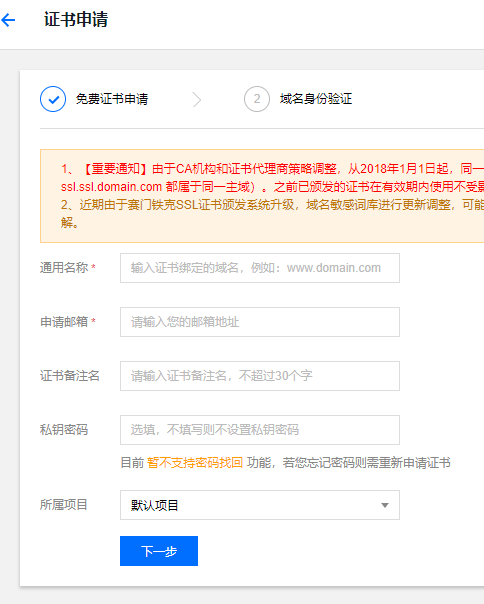 证书申请
免费证书申请
2 域名身份验证
1、【重要通知】由于CA机构和证书代理商策略调整，从2018年1月1日起，同一
ssl.ssl.domain.com 都属于同一主域）。之前已颁发的证书在有效期内使用不受影
2、近期由于赛门铁克SSL证书颁发系统升级，域名敏感词库进行更新调整，可能
解。
通用名称 * 输入证书绑定的域名，例如：www.domain.com
申请邮箱 * 请输入您的邮箱地址
证书备注名 请输入证书备注名，不超过30个字
私钥密码 选填，不填写则不设置私钥密码
目前 暂不支持密码找回 功能，若您忘记密码则需重新申请证书
所属项目 默认项目
下一步